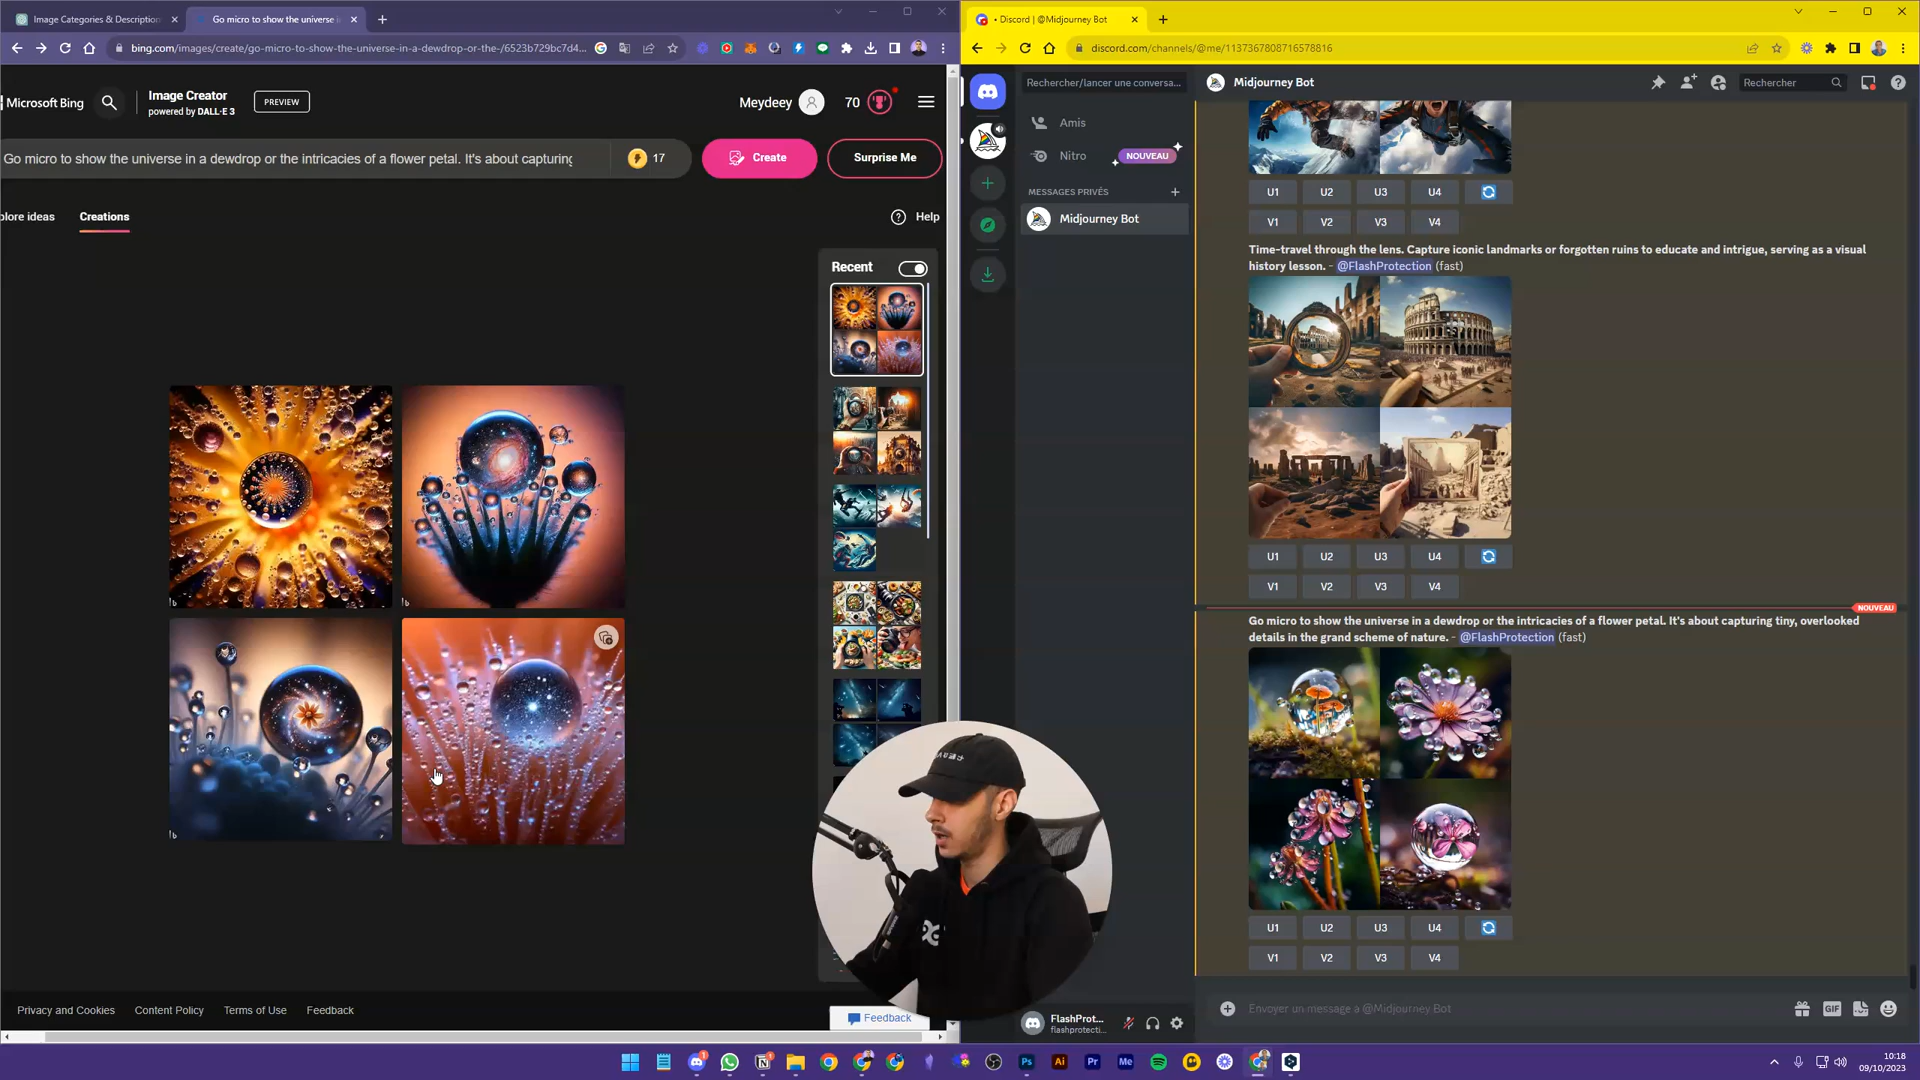 Image Categories & Description
Go micro to show the universe i
bing.com/images/create/go-micro-to-show-the-universe-in-a-dewdrop-or-the-/6523b729bc7d4...
Microsoft Bing
Image Creator
powered by DALL·E 3
PREVIEW
Meydeey
70
Go micro to show the universe in a dewdrop or the intricacies of a flower petal. It's about capturing
17
Create
Surprise Me
plore ideas
Creations
Help
Recent
Privacy and Cookies
Content Policy
Terms of Use
Feedback
Feedback
• Discord | @Midjourney Bot
discord.com/channels/@me/1137367808716578816
Rechercher/lancer une conversa...
Midjourney Bot
Rechercher
Amis
Nitro
NOUVEAU
MESSAGES PRIVÉS
Midjourney Bot
U1
U2
U3
U4
V1
V2
V3
V4
Time-travel through the lens. Capture iconic landmarks or forgotten ruins to educate and intrigue, serving as a visual
history lesson. - @FlashProtection (fast)
U1
U2
U3
U4
V1
V2
V3
V4
NOUVEAU
Go micro to show the universe in a dewdrop or the intricacies of a flower petal. It's about capturing tiny, overlooked
details in the grand scheme of nature. - @FlashProtection (fast)
U1
U2
U3
U4
V1
V2
V3
V4
FlashProt...
flashprotecti...
Envoyer un message à @Midjourney Bot
GIF
Ps
Ai
Pr
Me
10:18
09/10/2023